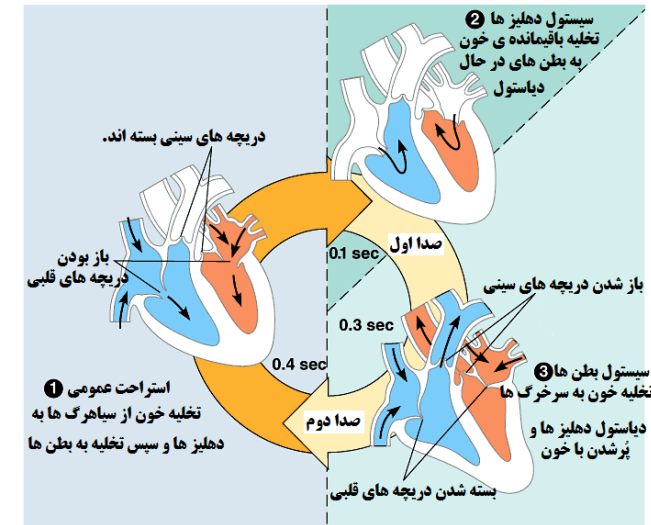 سیستول دهلیز ها ❷
تخلیه باقیمانده ی خون
به بطن های در حال
دیاستول
دریچه های سینی بسته اند.
صدا اول
0.1 sec
باز بودن
دریچه های قلبی
باز شدن دریچه های سینی
0.3 sec
0.4 sec
سیستول بطن ها ❸
تخلیه خون به سرخرگ ها
دیاستول دهلیز ها و
پُرشدن با خون
استراحت عمومی ❶
تخلیه خون از سیاهرگ ها به
دهلیز ها و سپس تخلیه به بطن ها
صدا دوم
بسته شدن دریچه های قلبی